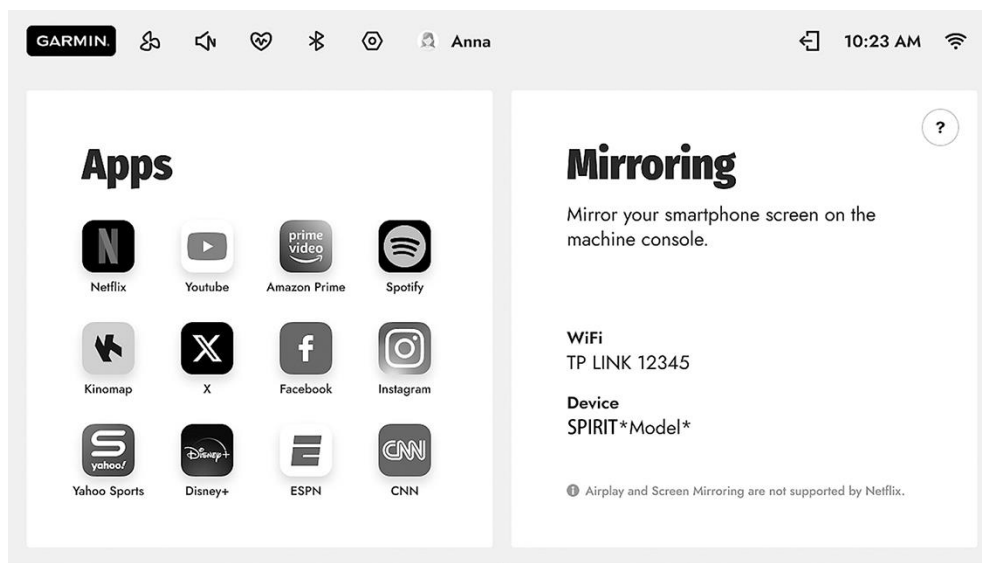 GARMIN. Anna 10:23 AM
?
Apps
N
prime
video
Netflix Youtube Amazon Prime Spotify
X f
Kinomap X Facebook Instagram
S
yahoo!
Disney+
E
CNN
Yahoo Sports Disney+ ESPN CNN
Mirroring
Mirror your smartphone screen on the
machine console.
WiFi
TP LINK 12345
Device
SPIRIT*Model*
Airplay and Screen Mirroring are not supported by Netflix.